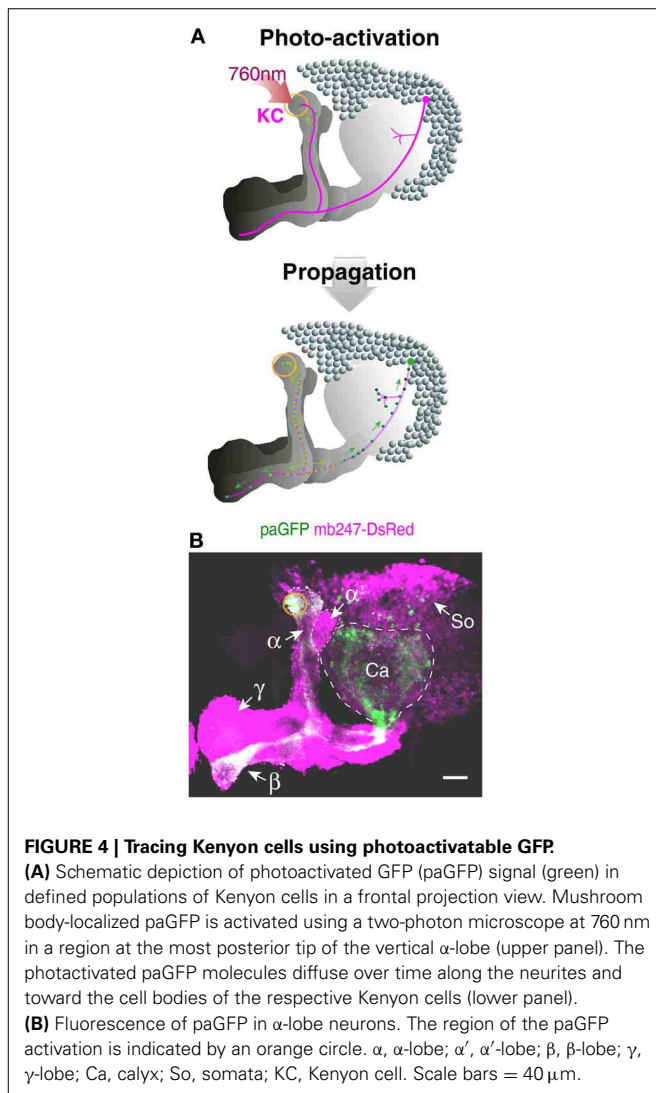 A
Photo-activation
760nm
KC
Propagation
B
paGFP mb247-DsRed
α'
So
α
Ca
γ
β
FIGURE 4 | Tracing Kenyon cells using photoactivatable GFP.
(A) Schematic depiction of photoactivated GFP (paGFP) signal (green) in
defined populations of Kenyon cells in a frontal projection view. Mushroom
body-localized paGFP is activated using a two-photon microscope at 760 nm
in a region at the most posterior tip of the vertical α-lobe (upper panel). The
photactivated paGFP molecules diffuse over time along the neurites and
toward the cell bodies of the respective Kenyon cells (lower panel).
(B) Fluorescence of paGFP in α-lobe neurons. The region of the paGFP
activation is indicated by an orange circle. α, α-lobe; α′, α′-lobe; β, β-lobe; γ,
γ-lobe; Ca, calyx; So, somata; KC, Kenyon cell. Scale bars = 40 μm.